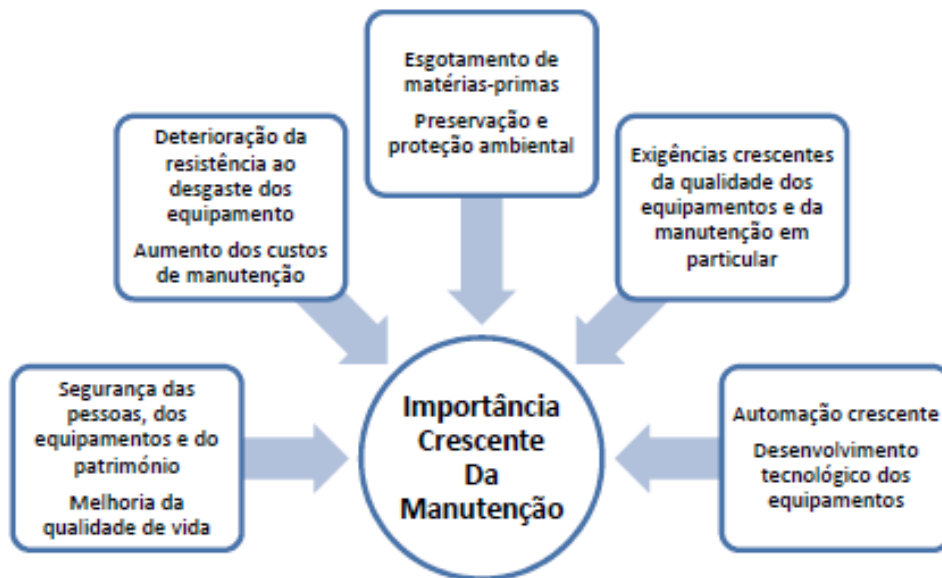 Esgotamento de
matérias-primas
Preservação e
proteção ambiental
Deterioração da
resistência ao
desgaste dos
equipamento
Aumento dos custos
de manutenção
Exigências crescentes
da qualidade dos
equipamentos e da
manutenção em
particular
Segurança das
pessoas, dos
equipamentos e do
património
Melhoria da
qualidade de vida
Importância
Crescente
Da
Manutenção
Automação crescente
Desenvolvimento
tecnológico dos
equipamentos